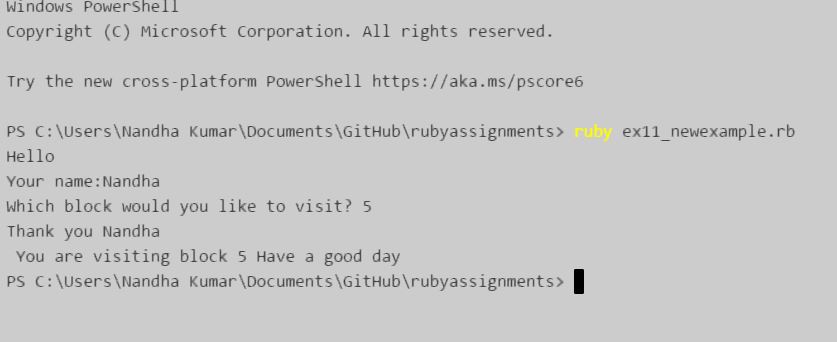 Windows PowerShell
Copyright (C) Microsoft Corporation. All rights reserved.
Try the new cross-platform PowerShell https://aka.ms/pscore6
PS C:\Users\Nandha Kumar\Documents\GitHub\rubyassignments> ruby ex11_newexample.rb
Hello
Your name:Nandha
Which block would you like to visit? 5
Thank you Nandha
 You are visiting block 5 Have a good day
PS C:\Users\Nandha Kumar\Documents\GitHub\rubyassignments>